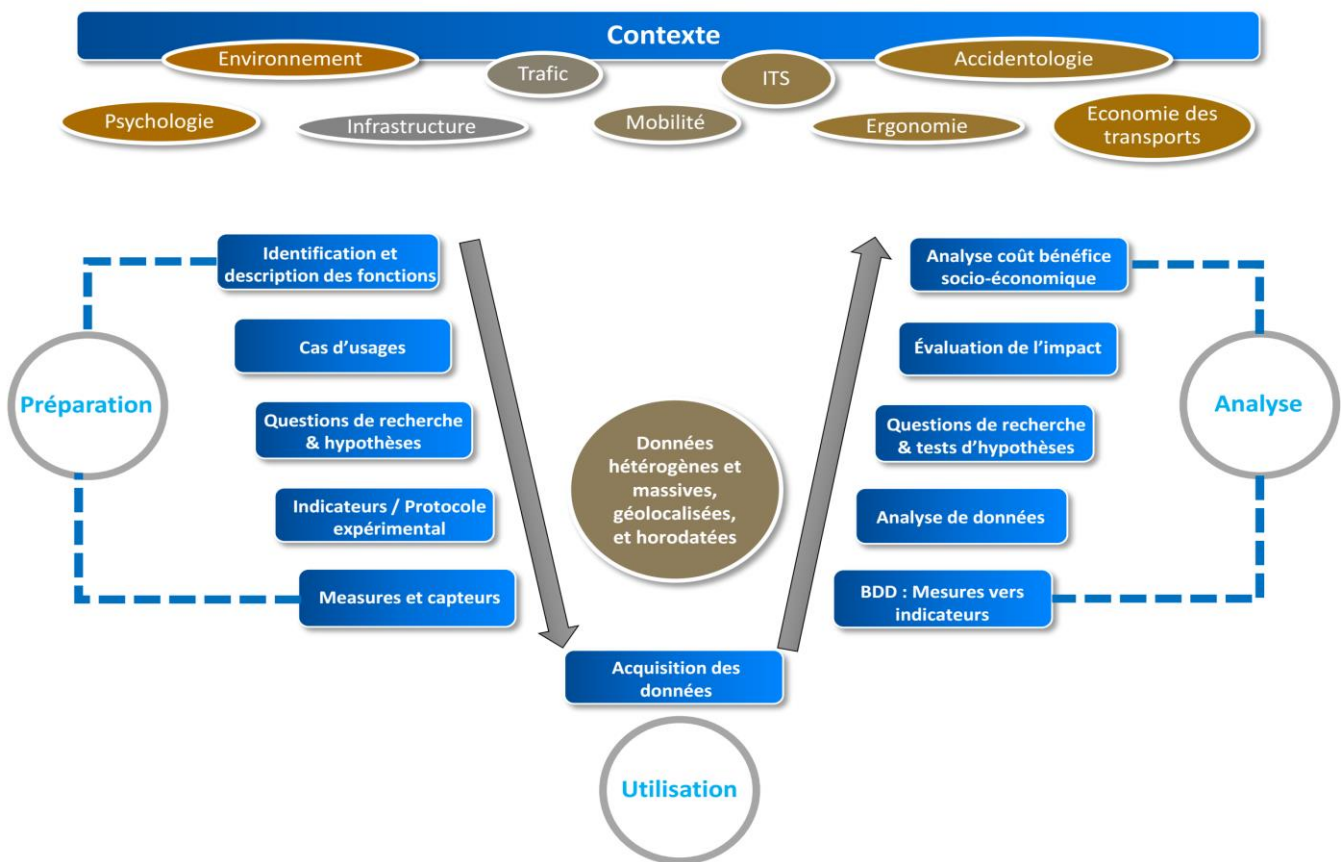 Contexte
Environnement
Trafic
ITS
Accidentologie
Psychologie
Infrastructure
Mobilité
Ergonomie
Economie des
transports
Identification et
description des fonctions
Cas d’usages
Questions de recherche
& hypothèses
Indicateurs / Protocole
expérimental
Measures et capteurs
Préparation
Données
hétérogènes et
massives,
géolocalisées,
et horodatées
Acquisition des
données
Utilisation
Analyse coût bénéfice
socio-économique
Évaluation de l’impact
Questions de recherche
& tests d’hypothèses
Analyse de données
BDD : Mesures vers
indicateurs
Analyse